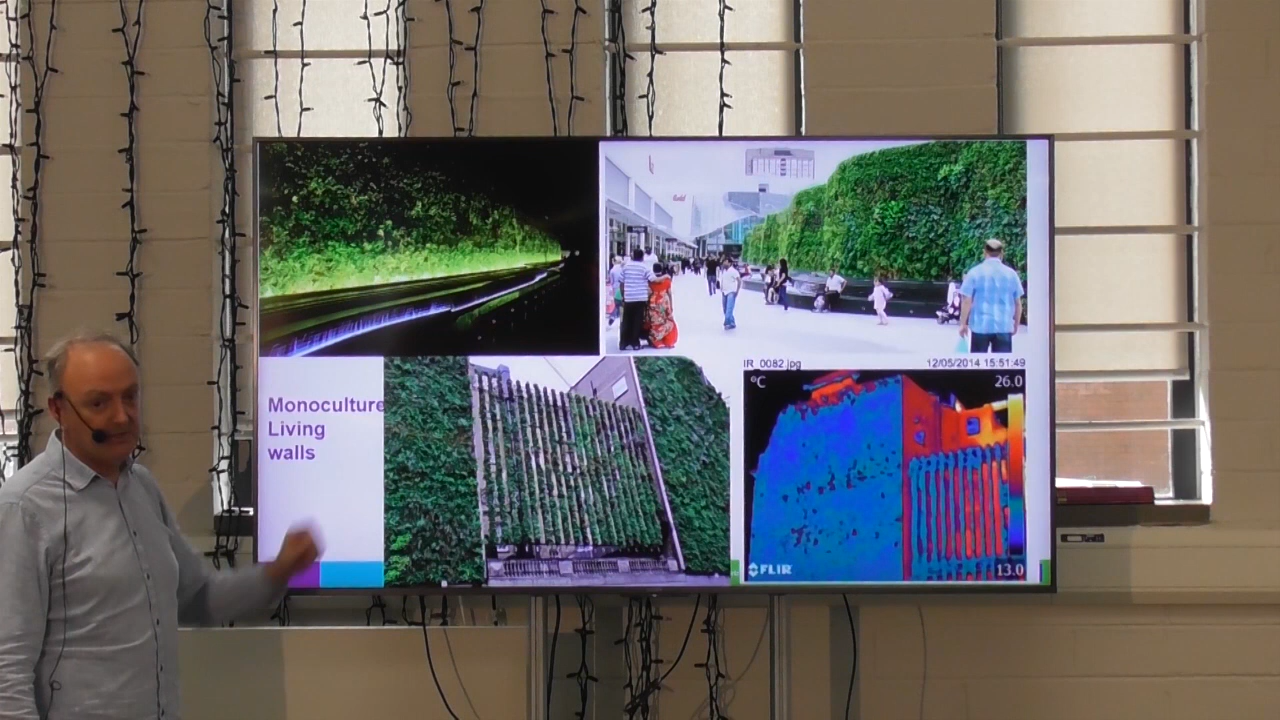 IR_0082.jpg
12/05/2014 15:51:49
°C
26.0
Monoculture
Living
walls
FLIR
13.0